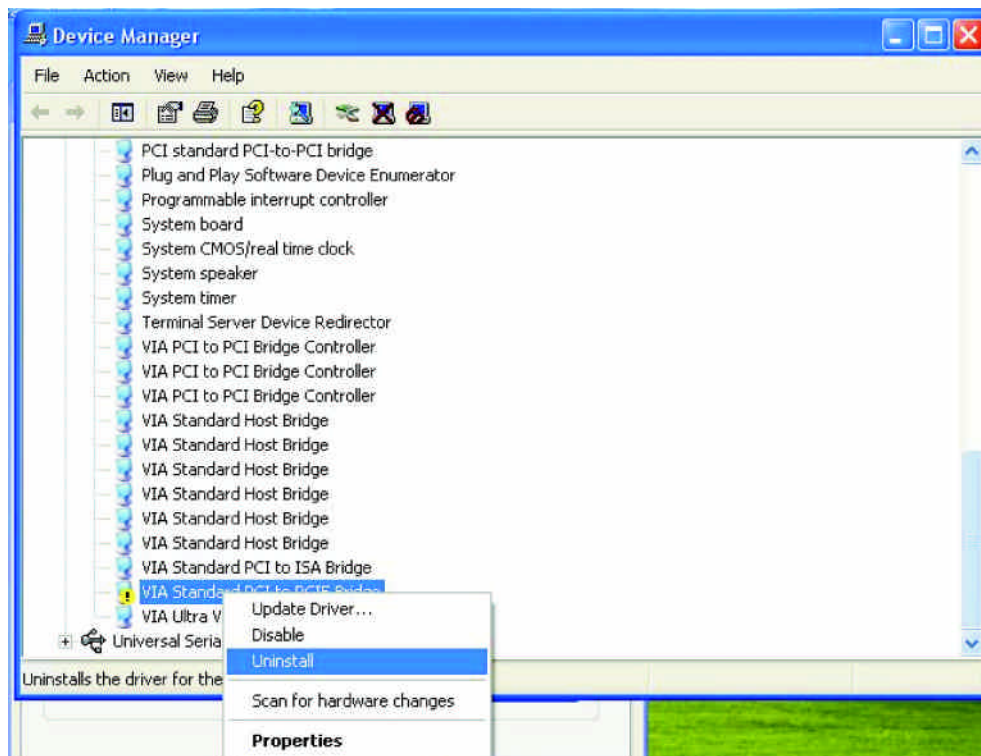 Device Manager
File Action View Help
PCI standard PCI-to-PCI bridge
Plug and Play Software Device Enumerator
Programmable interrupt controller
System board
System CMOS/real time clock
System speaker
System timer
Terminal Server Device Redirector
VIA PCI to PCI Bridge Controller
VIA PCI to PCI Bridge Controller
VIA PCI to PCI Bridge Controller
VIA Standard Host Bridge
VIA Standard Host Bridge
VIA Standard Host Bridge
VIA Standard Host Bridge
VIA Standard Host Bridge
VIA Standard Host Bridge
VIA Standard PCI to ISA Bridge
VIA Standard PCI to PCIE Bridge
VIA Ultra V
Universal Seria
Update Driver...
Disable
Uninstall
Scan for hardware changes
Properties
Uninstalls the driver for the